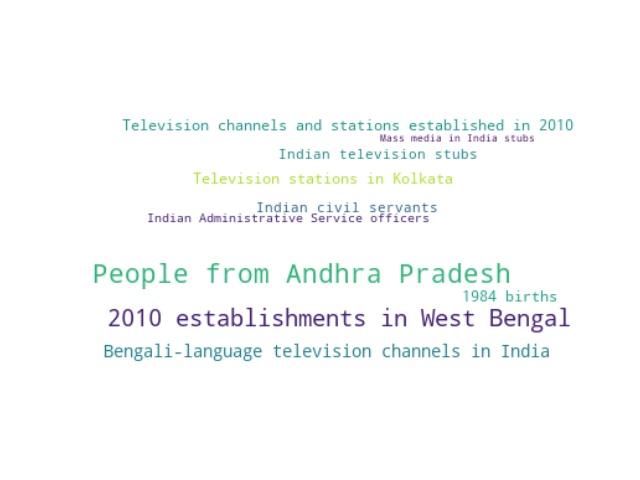 Television channels and stations established in 2010
Mass media in India stubs
Indian television stubs
Television stations in Kolkata
Indian civil servants
Indian Administrative Service officers
People from Andhra Pradesh
1984 births
2010 establishments in West Bengal
Bengali-language television channels in India